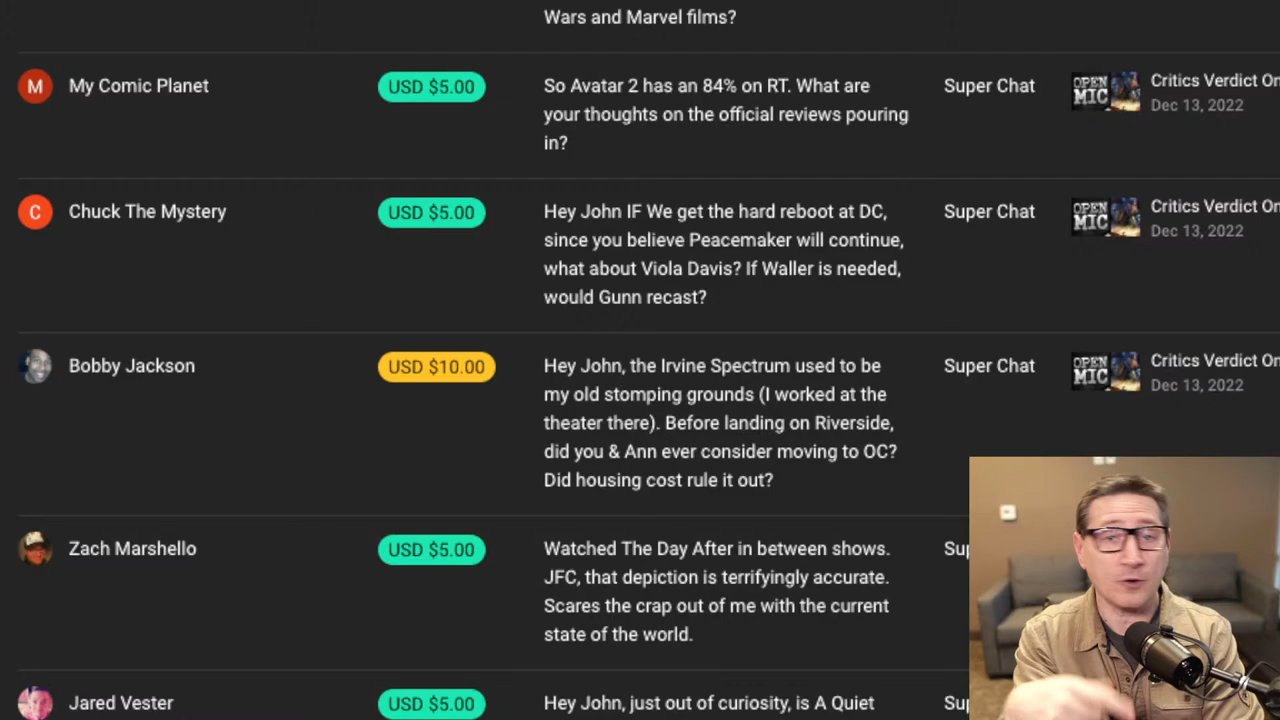 Wars and Marvel films?
M My Comic Planet USD $5.00 So Avatar 2 has an 84% on RT. What are Super Chat OPEN MIC Critics Verdict On
your thoughts on the official reviews pouring Dec 13, 2022
in?
C Chuck The Mystery USD $5.00 Hey John IF We get the hard reboot at DC, Super Chat OPEN MIC Critics Verdict On
since you believe Peacemaker will continue, Dec 13, 2022
what about Viola Davis? If Waller is needed,
would Gunn recast?
Bobby Jackson USD $10.00 Hey John, the Irvine Spectrum used to be Super Chat OPEN MIC Critics Verdict On
my old stomping grounds (I worked at the Dec 13, 2022
theater there). Before landing on Riverside,
did you & Ann ever consider moving to OC?
Did housing cost rule it out?
Zach Marshello USD $5.00 Watched The Day After in between shows. Sup
JFC, that depiction is terrifyingly accurate.
Scares the crap out of me with the current
state of the world.
Jared Vester USD $5.00 Hey John, just out of curiosity, is A Quiet Sup